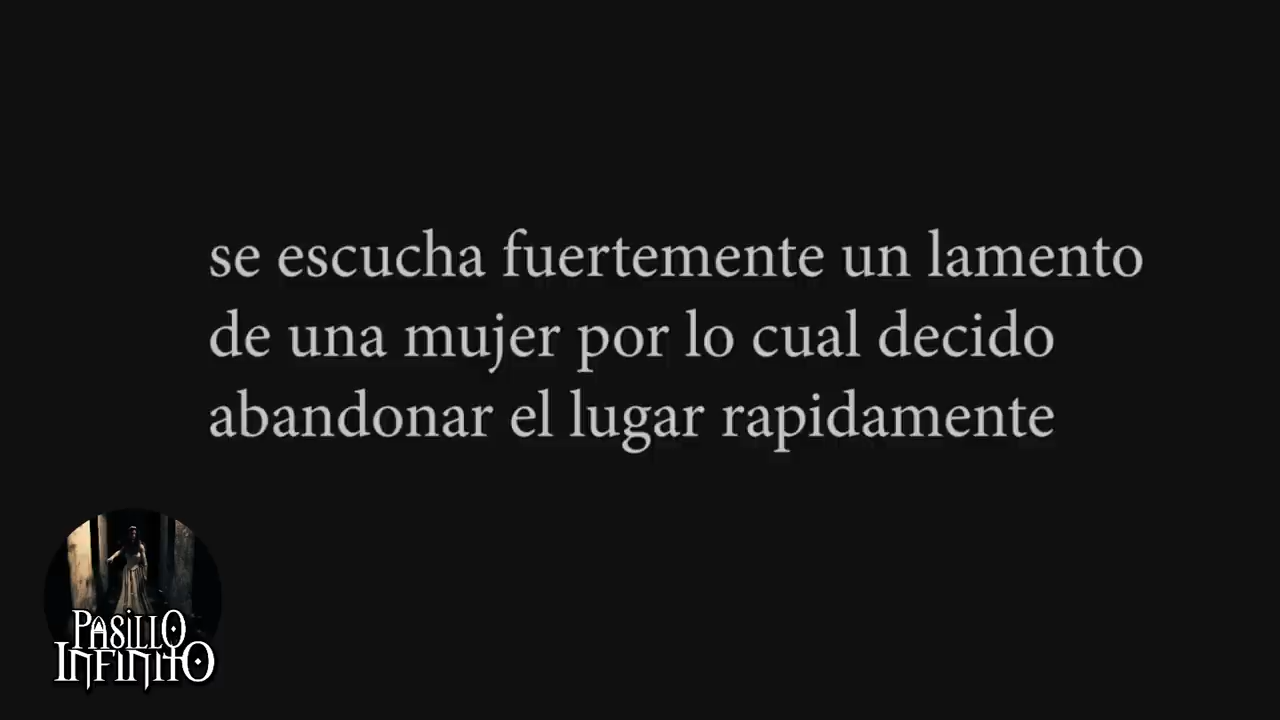 se escucha fuertemente un lamento
de una mujer por lo cual decido
abandonar el lugar rapidamente
PASILLO
INFINITO